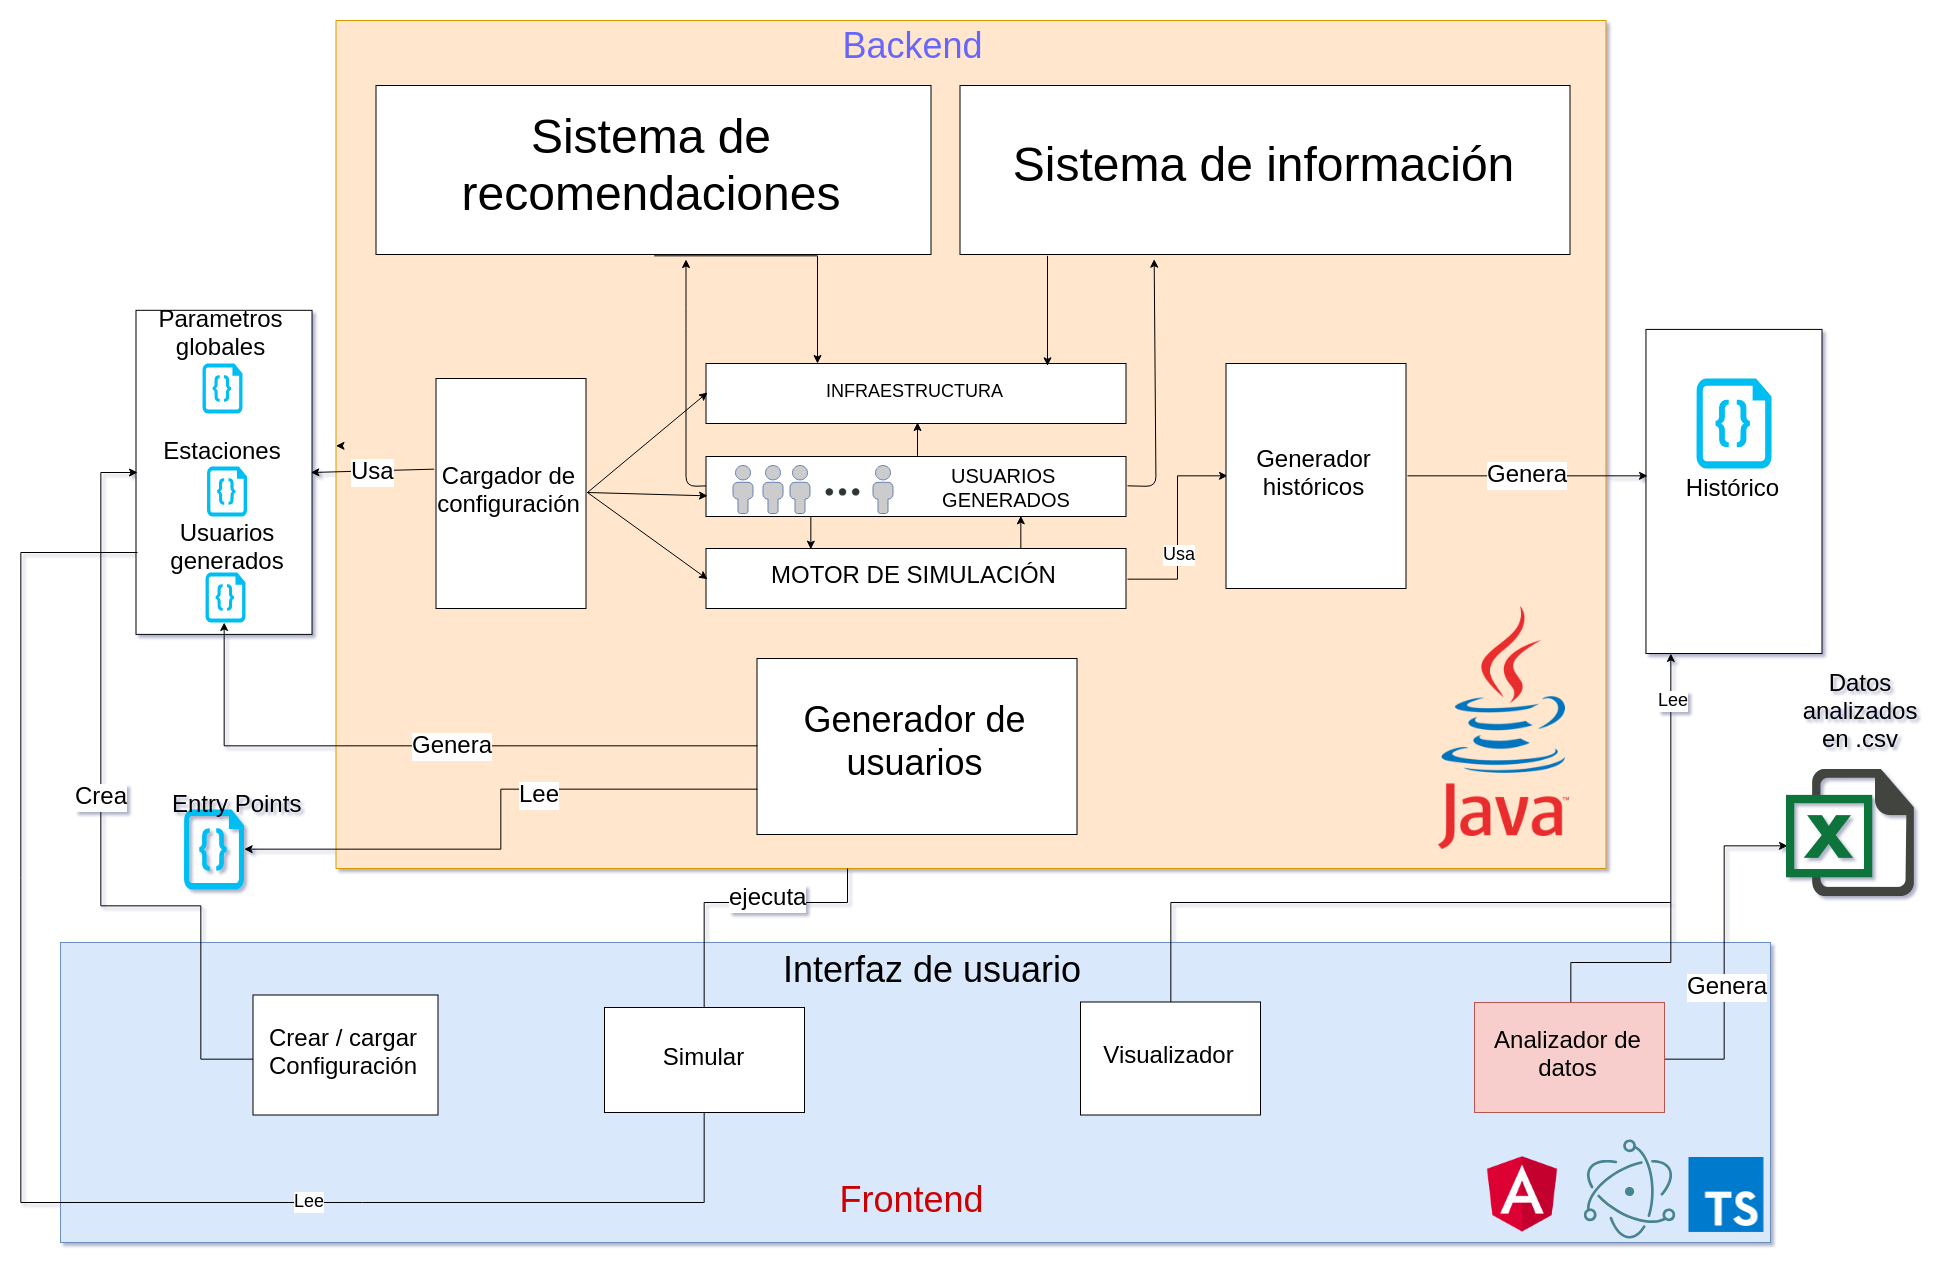 Backend
Sistema de
recomendaciones
Sistema de información
Parametros
globales
Estaciones
Usuarios
generados
Usa
Cargador de
configuración
INFRAESTRUCTURA
USUARIOS
GENERADOS
MOTOR DE SIMULACIÓN
Usa
Generador
históricos
Genera
Histórico
Generador de
usuarios
Genera
Lee
Java™
Lee
Datos
analizados
en .csv
X
Crea
Entry Points
ejecuta
Interfaz de usuario
Crear / cargar
Configuración
Simular
Visualizador
Analizador de
datos
Genera
Lee
Frontend
A
TS